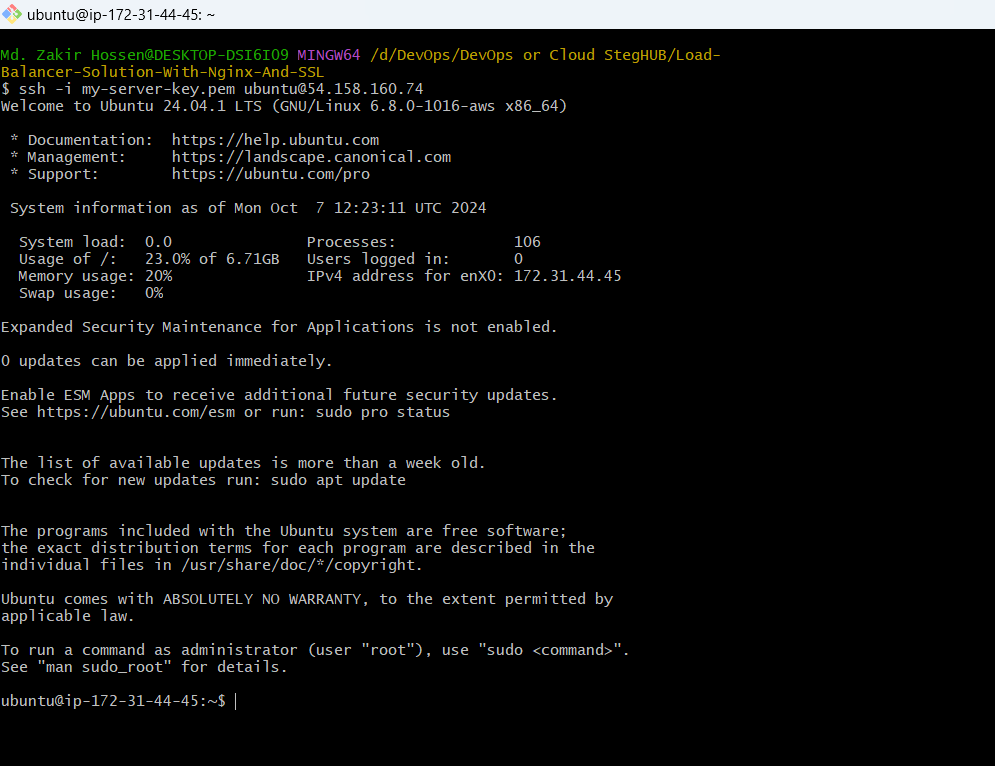 ubuntu@ip-172-31-44-45: ~
Md. Zakir Hossen@DESKTOP-DSI6IO9 MINGW64 /d/DevOps/DevOps or Cloud StegHUB/Load-
Balancer-Solution-With-Nginx-And-SSL
$ ssh -i my-server-key.pem ubuntu@54.158.160.74
Welcome to Ubuntu 24.04.1 LTS (GNU/Linux 6.8.0-1016-aws x86_64)
* Documentation:  https://help.ubuntu.com
* Management:     https://landscape.canonical.com
* Support:        https://ubuntu.com/pro
System information as of Mon Oct  7 12:23:11 UTC 2024
System load:  0.0               Processes:             106
Usage of /:   23.0% of 6.71GB   Users logged in:       0
Memory usage: 20%               IPv4 address for enX0: 172.31.44.45
Swap usage:   0%
Expanded Security Maintenance for Applications is not enabled.
0 updates can be applied immediately.
Enable ESM Apps to receive additional future security updates.
See https://ubuntu.com/esm or run: sudo pro status
The list of available updates is more than a week old.
To check for new updates run: sudo apt update
The programs included with the Ubuntu system are free software;
the exact distribution terms for each program are described in the
individual files in /usr/share/doc/*/copyright.
Ubuntu comes with ABSOLUTELY NO WARRANTY, to the extent permitted by
applicable law.
To run a command as administrator (user "root"), use "sudo <command>".
See "man sudo_root" for details.
ubuntu@ip-172-31-44-45:~$